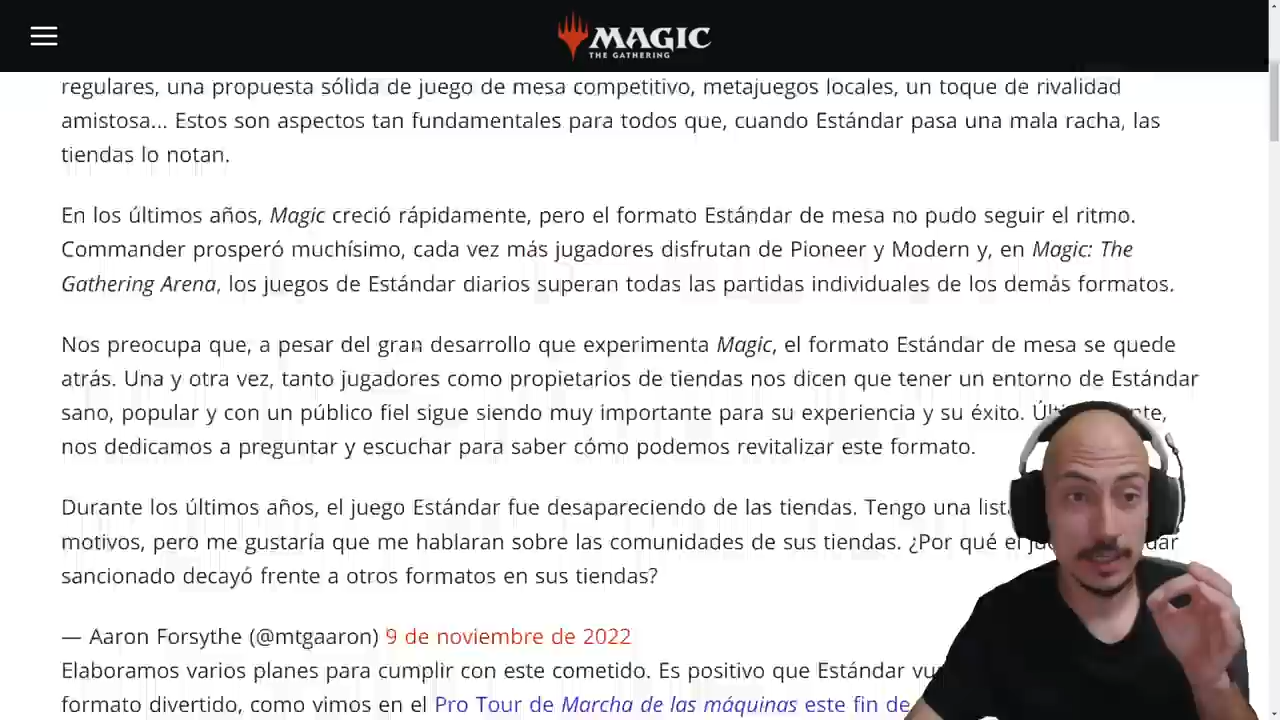 MAGIC
THE GATHERING
regulares, una propuesta sólida de juego de mesa competitivo, metajuegos locales, un toque de rivalidad
amistosa... Estos son aspectos tan fundamentales para todos que, cuando Estándar pasa una mala racha, las
tiendas lo notan.
En los últimos años, Magic creció rápidamente, pero el formato Estándar de mesa no pudo seguir el ritmo.
Commander prosperó muchísimo, cada vez más jugadores disfrutan de Pioneer y Modern y, en Magic: The
Gathering Arena, los juegos de Estándar diarios superan todas las partidas individuales de los demás formatos.
Nos preocupa que, a pesar del gran desarrollo que experimenta Magic, el formato Estándar de mesa se quede
atrás. Una y otra vez, tanto jugadores como propietarios de tiendas nos dicen que tener un entorno de Estándar
sano, popular y con un público fiel sigue siendo muy importante para su experiencia y su éxito.
nos dedicamos a preguntar y escuchar para saber cómo podemos revitalizar este formato.
Durante los últimos años, el juego Estándar fue desapareciendo de las tiendas. Tengo una
motivos, pero me gustaría que me hablaran sobre las comunidades de sus tiendas. ¿Por qué
sancionado decayó frente a otros formatos en sus tiendas?
— Aaron Forsythe (@mtgaaron) 9 de noviembre de 2022
Elaboramos varios planes para cumplir con este cometido. Es positivo que Estándar
formato divertido, como vimos en el Pro Tour de Marcha de las máquinas este fin de